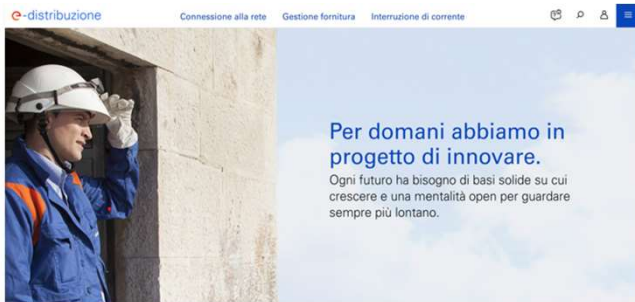 e-distribuzione
Connessione alla rete Gestione fornitura Interruzione di corrente
Per domani abbiamo in
progetto di innovare.
Ogni futuro ha bisogno di basi solide su cui
crescere e una mentalità open per guardare
sempre più lontano.